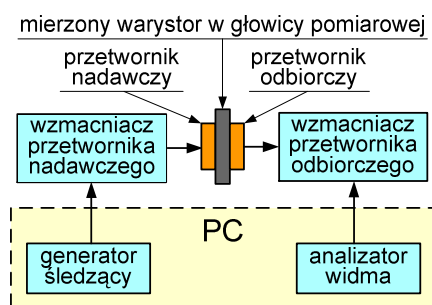 mierzony warystor w głowicy pomiarowej
przetwornik
nadawczy
przetwornik
odbiorczy
wzmacniacz
przetwornika
nadawczego
wzmacniacz
przetwornika
odbiorczego
PC
generator
śledzący
analizator
widma